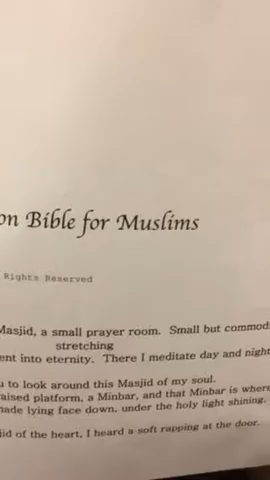 on Bible for Muslims
Rights Reserved
Masjid, a small prayer room. Small but commod
stretching
ent into eternity. There I meditate day and night
u to look around this Masjid of my soul.
aised platform, a Minbar, and that Minbar is where
made lying face down, under the holy light shining.
jid of the heart, I heard a soft rapping at the door.